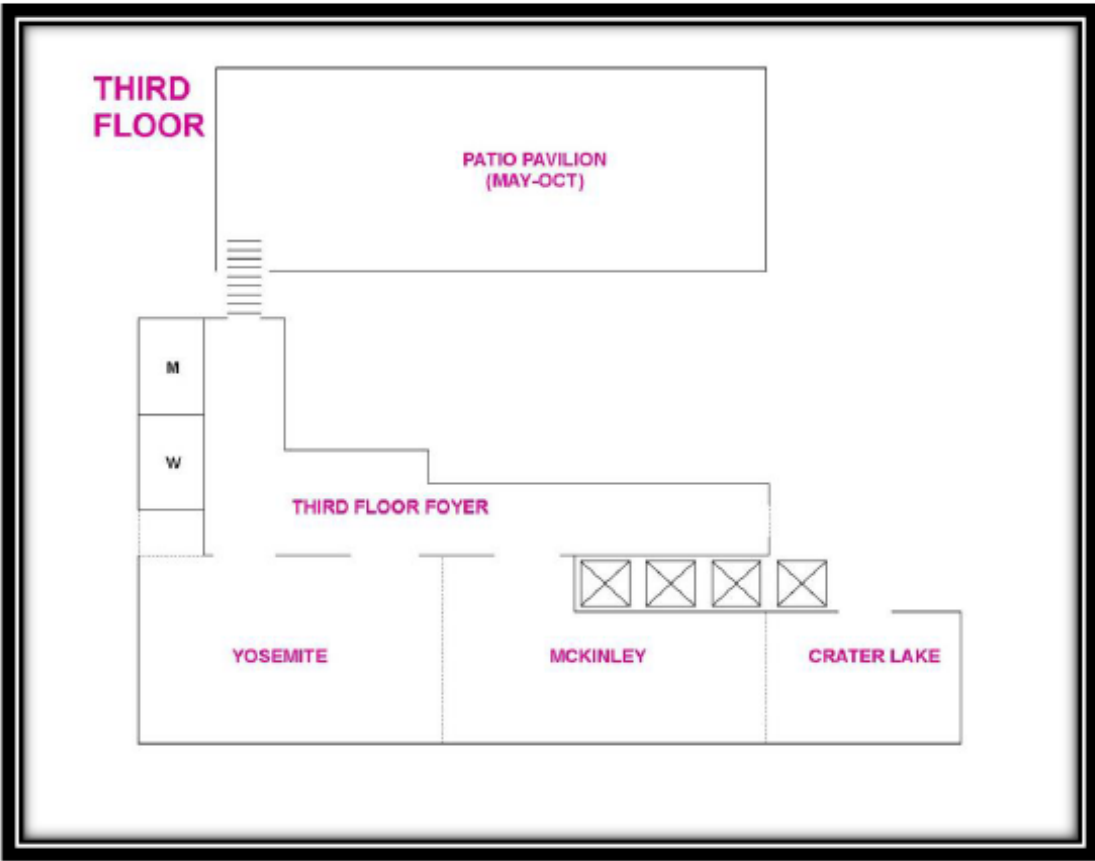 THIRD
FLOOR
PATIO PAVILION
(MAY-OCT)
M
W
THIRD FLOOR FOYER
YOSEMITE
MCKINLEY
CRATER LAKE